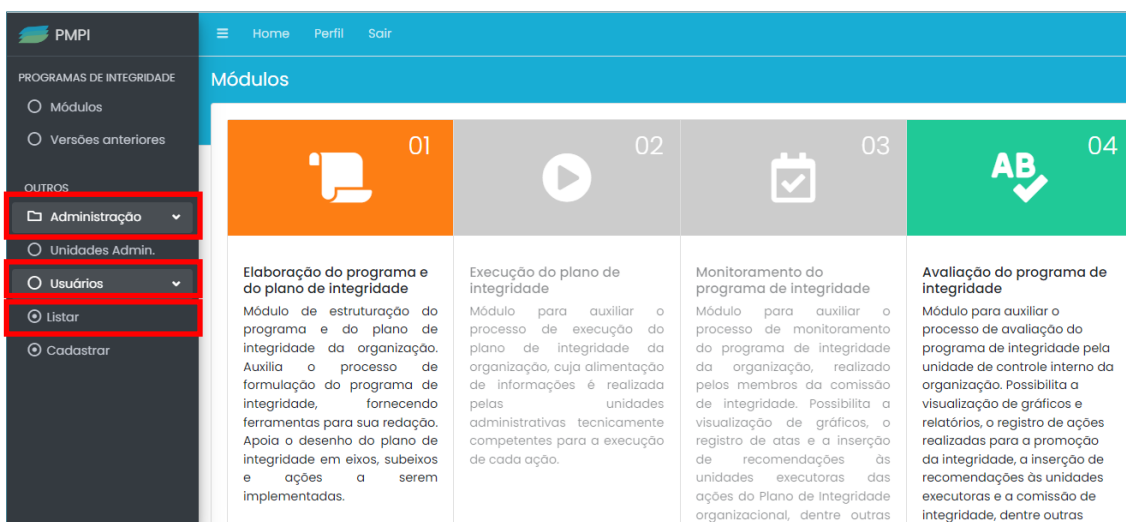 PMPI
Home Perfil Sair
PROGRAMAS DE INTEGRIDADE
Módulos
Versões anteriores
OUTROS
Administração
Unidades Admin.
Usuários
Listar
Cadastrar
Módulos
01
Elaboração do programa e
do plano de integridade
Módulo de estruturação do
programa e do plano de
integridade da organização.
Auxilia o processo de
formulação do programa de
integridade, fornecendo
ferramentas para sua redação.
Apoia o desenho do plano de
integridade em eixos, subeixos
e ações a serem
implementadas.
02
Execução do plano de
integridade
Módulo para auxiliar o
processo de execução do
plano de integridade da
organização, cuja alimentação
de informações é realizada
pelas unidades
administrativas tecnicamente
competentes para a execução
de cada ação.
03
Monitoramento do
programa de integridade
Módulo para auxiliar o
processo de monitoramento
do programa de integridade
da organização, realizado
pelos membros da comissão
de integridade. Possibilita a
visualização de gráficos, o
registro de atas e a inserção
de recomendações às
unidades executoras das
ações do Plano de Integridade
organizacional, dentre outras
AB
04
Avaliação do programa de
integridade
Módulo para auxiliar o
processo de avaliação do
programa de integridade pela
unidade de controle interno da
organização. Possibilita a
visualização de gráficos e
relatórios, o registro de ações
realizadas para a promoção
da integridade, a inserção de
recomendações às unidades
executoras e a comissão de
integridade, dentre outras